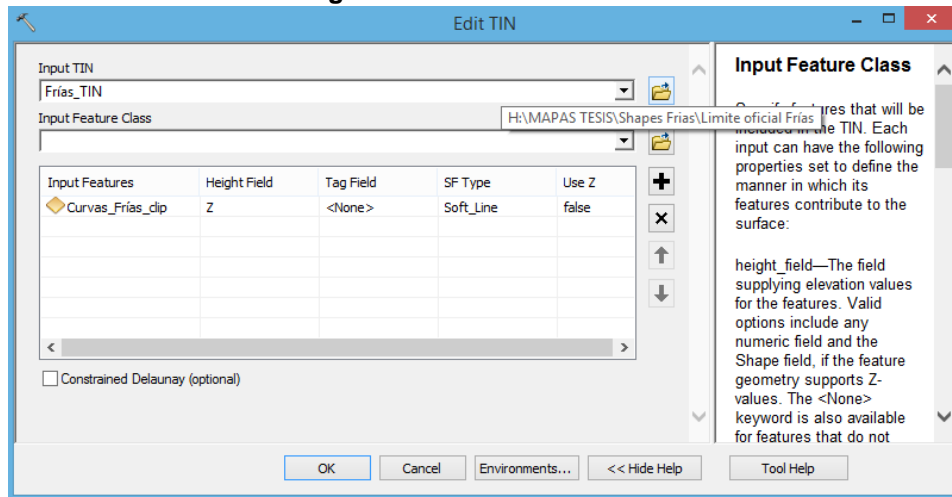 Edit TIN
Input TIN
Frías_TIN
Input Feature Class
H:\MAPAS TESIS\Shapes Frias\Limite oficial Frías
Input Features Height Field Tag Field SF Type Use Z
Curvas_Frías_clip Z <None> Soft_Line false
Constrained Delaunay (optional)
OK Cancel Environments... << Hide Help Tool Help
Input Feature Class
that will be
the TIN. Each
input can have the following
properties set to define the
manner in which its
features contribute to the
surface:
height_field—The field
supplying elevation values
for the features. Valid
options include any
numeric field and the
Shape field, if the feature
geometry supports Z-
values. The <None>
keyword is also available
for features that do not